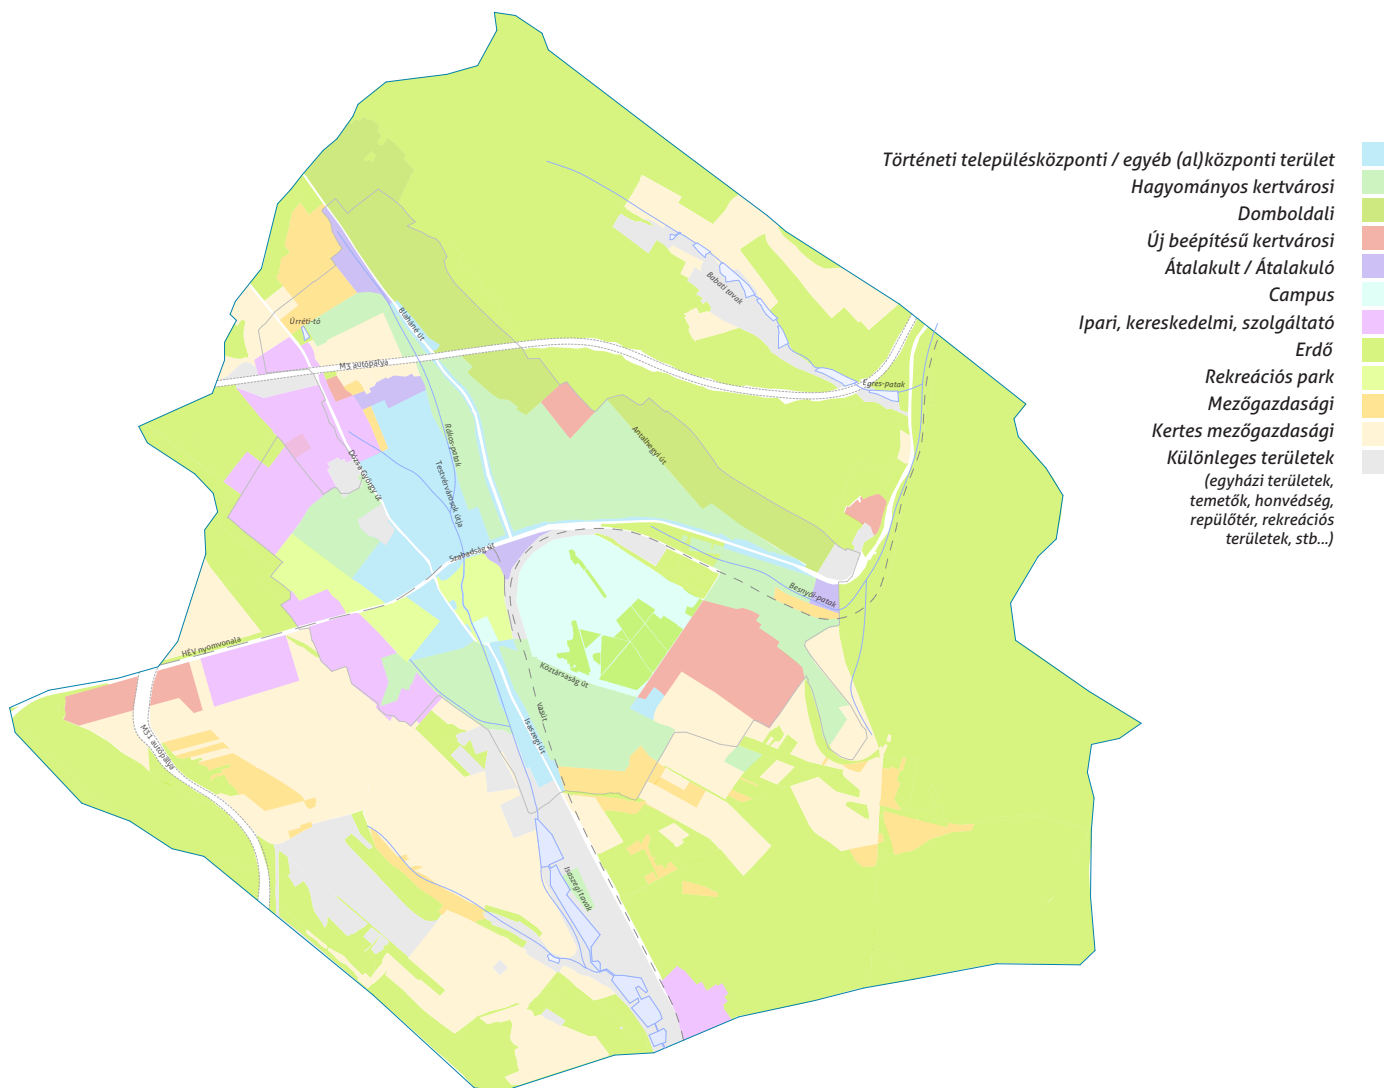 Történeti településközponti / egyéb (al)központi terület
Hagyományos kertvárosi
Domboldali
Új beépítésű kertvárosi
Átalakult / Átalakuló
Campus
Ipari, kereskedelmi, szolgáltató
Erdő
Rekreációs park
Mezőgazdasági
Kertes mezőgazdasági
Különleges területek
(egyházi területek,
temetők, honvédség,
repülőtér, rekreációs
területek, stb...)
Babati tavak
Úrréti-tó
Blaháné út
M3 autópálya
Egres-patak
Rákos-patak
Antalhegyi út
Dózsa György út
Testvérvárosok útja
Szabadság út
Besnyői-patak
HÉV nyomvonala
Köztársaság út
vasút
Isaszegi út
M31 autópálya
Isaszegi tavak